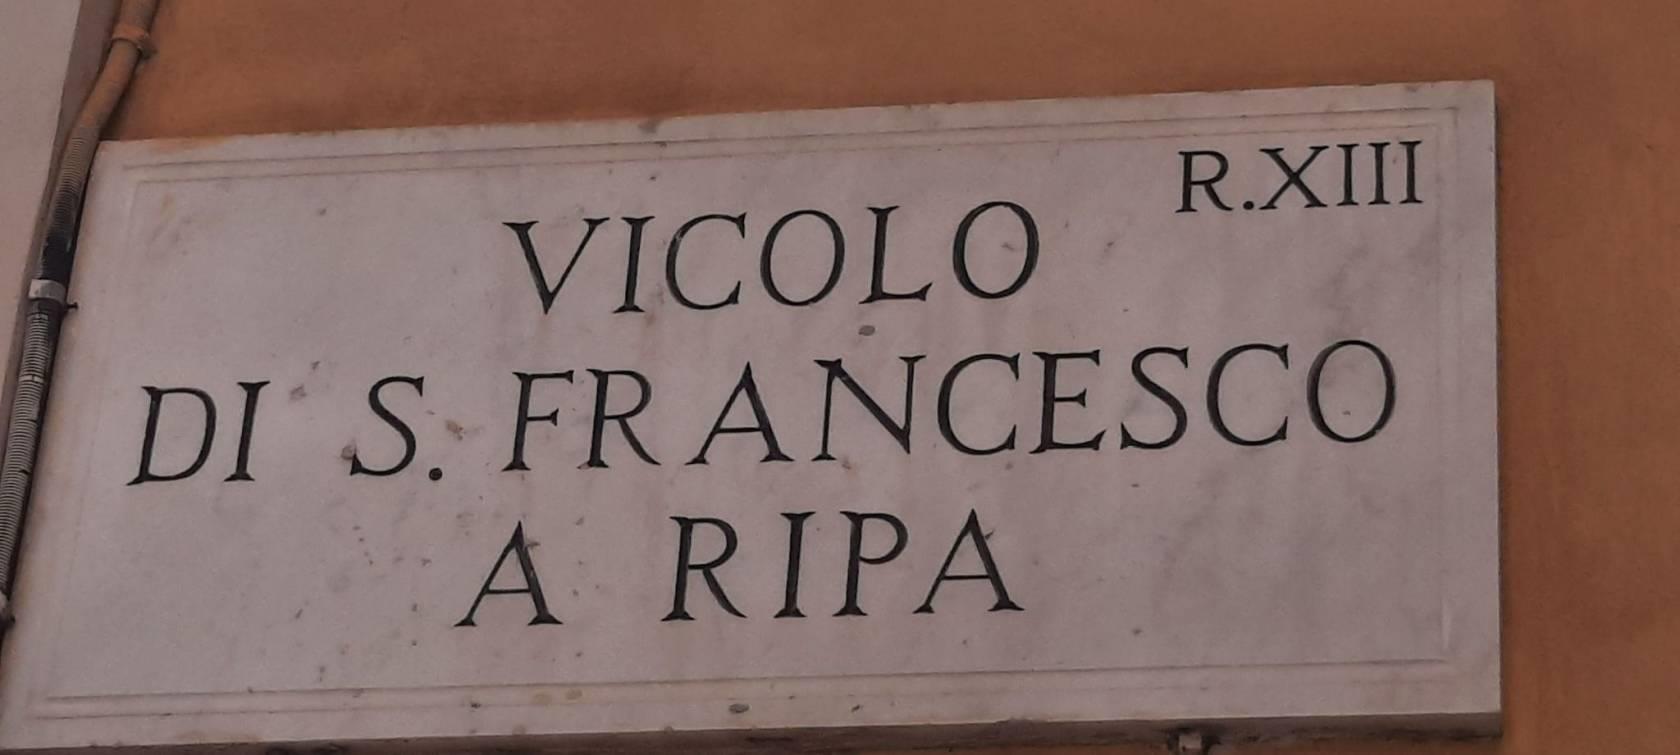 R.XIII
VICOLO
DI S. FRANCESCO
A RIPA